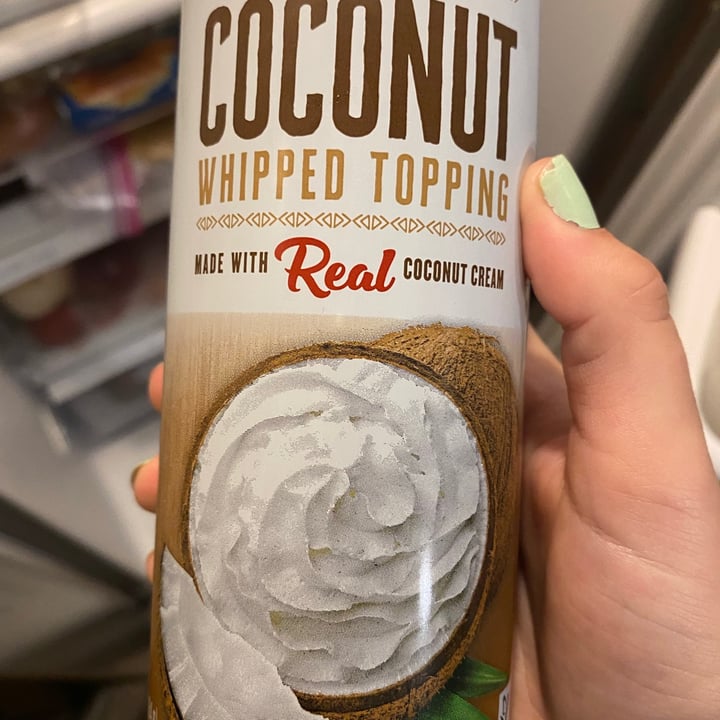 COCONUT
WHIPPED TOPPING
MADE WITH Real COCONUT CREAM